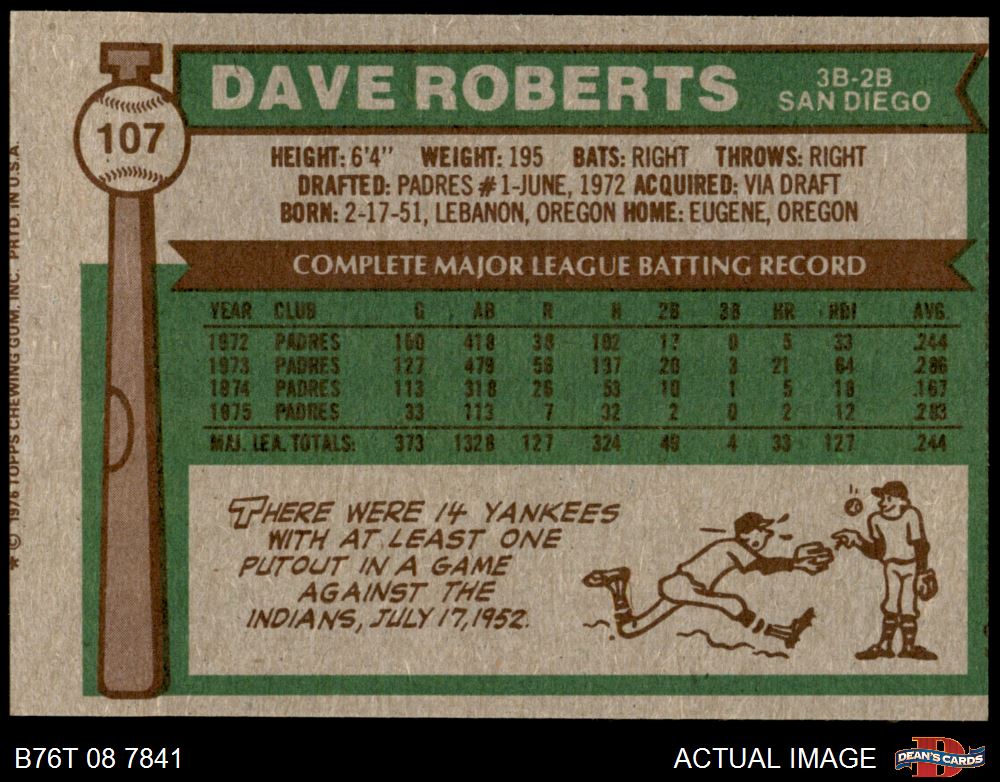 107
DAVE ROBERTS
3B-2B
SAN DIEGO
HEIGHT: 6'4" WEIGHT: 195 BATS: RIGHT THROWS: RIGHT
DRAFTED: PADRES #1-JUNE, 1972 ACQUIRED: VIA DRAFT
BORN: 2-17-51, LEBANON, OREGON HOME: EUGENE, OREGON
COMPLETE MAJOR LEAGUE BATTING RECORD
YEAR CLUB G AB R H 2B 3B HR RBI AVG.
1972 PADRES 100 418 38 102 17 0 5 33 .244
1973 PADRES 127 479 56 137 20 3 21 64 .286
1974 PADRES 113 318 26 53 10 1 5 18 .167
1975 PADRES 33 113 7 32 2 0 2 12 .283
MAJ. LEA. TOTALS: 373 1328 127 324 49 4 33 127 .244
THERE WERE 14 YANKEES
WITH AT LEAST ONE
PUTOUT IN A GAME
AGAINST THE
INDIANS, JULY 17, 1952.
* © 1976 TOPPS CHEWING GUM, INC. PRTD. IN U.S.A.
B76T 08 7841
ACTUAL IMAGE
D
DEAN'S CARDS